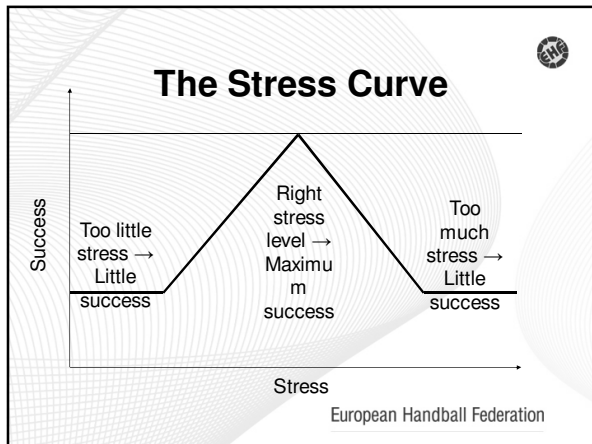 The Stress Curve
EHF
Success
Too little
stress →
Little
success
Right
stress
level →
Maximu
m
success
Too
much
stress →
Little
success
Stress
European Handball Federation